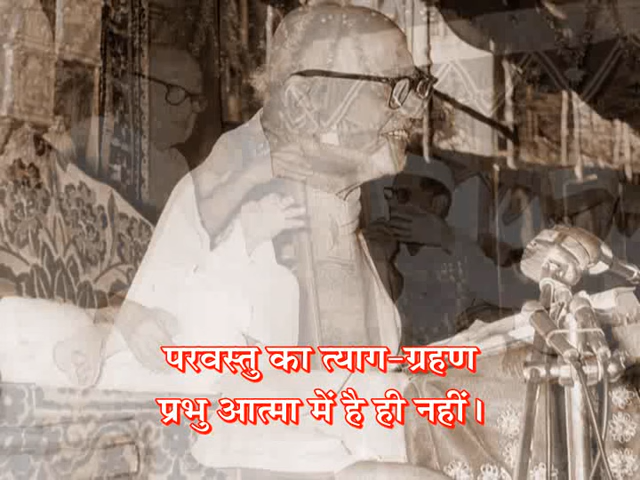 परवस्तु का त्याग-ग्रहण
प्रभु आत्मा में है ही नहीं।